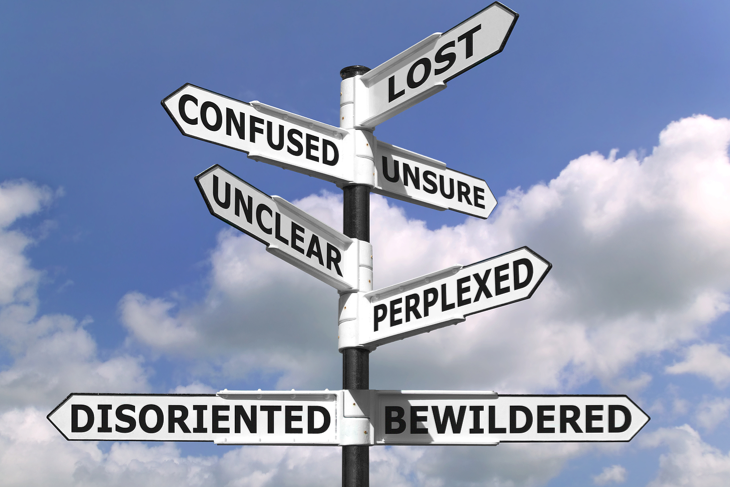 LOST
CONFUSED
UNSURE
UNCLEAR
PERPLEXED
DISORIENTED
BEWILDERED